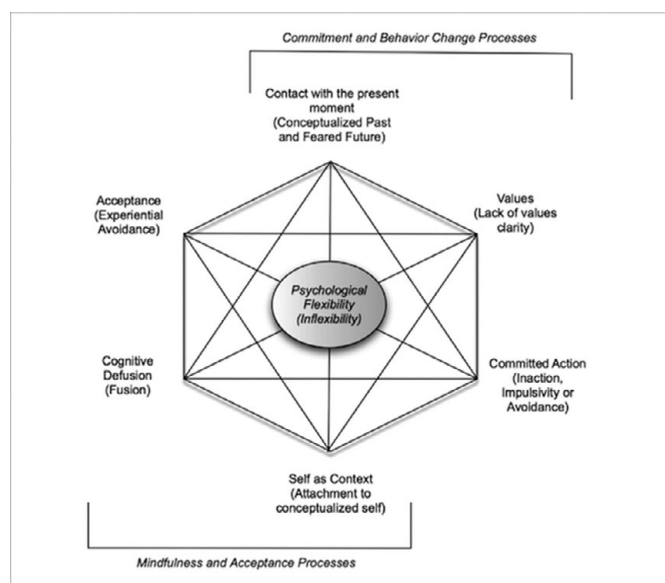 Commitment and Behavior Change Processes
Contact with the present
moment
(Conceptualized Past
and Feared Future)
Acceptance
(Experiential
Avoidance)
Values
(Lack of values
clarity)
Psychological
Flexibility
(Inflexibility)
Cognitive
Defusion
(Fusion)
Committed Action
(Inaction,
Impulsivity or
Avoidance)
Self as Context
(Attachment to
conceptualized self)
Mindfulness and Acceptance Processes